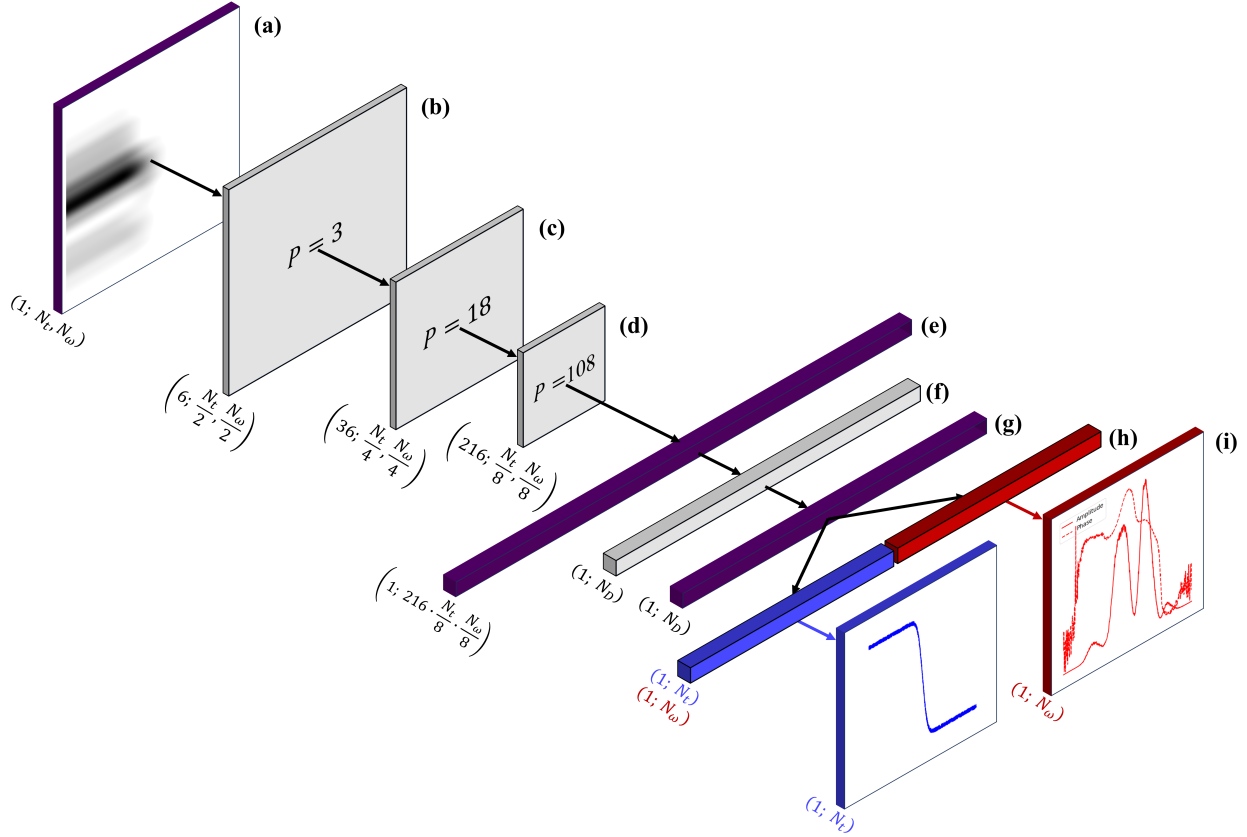 (a)
(1; N_t, N_ω)
(b)
P = 3
(6; N_t/2, N_ω/2)
(c)
P = 18
(36; N_t/4, N_ω/4)
(d)
P =108
(216; N_t/8, N_ω/8)
(e)
(1; 216 · N_t/8 · N_ω/8)
(f)
(1; N_D)
(g)
(1; N_D)
(h)
(1; N_t)
(1; N_ω)
(i)
Amplitude
Phase
(1; N_ω)
(1; N_t)